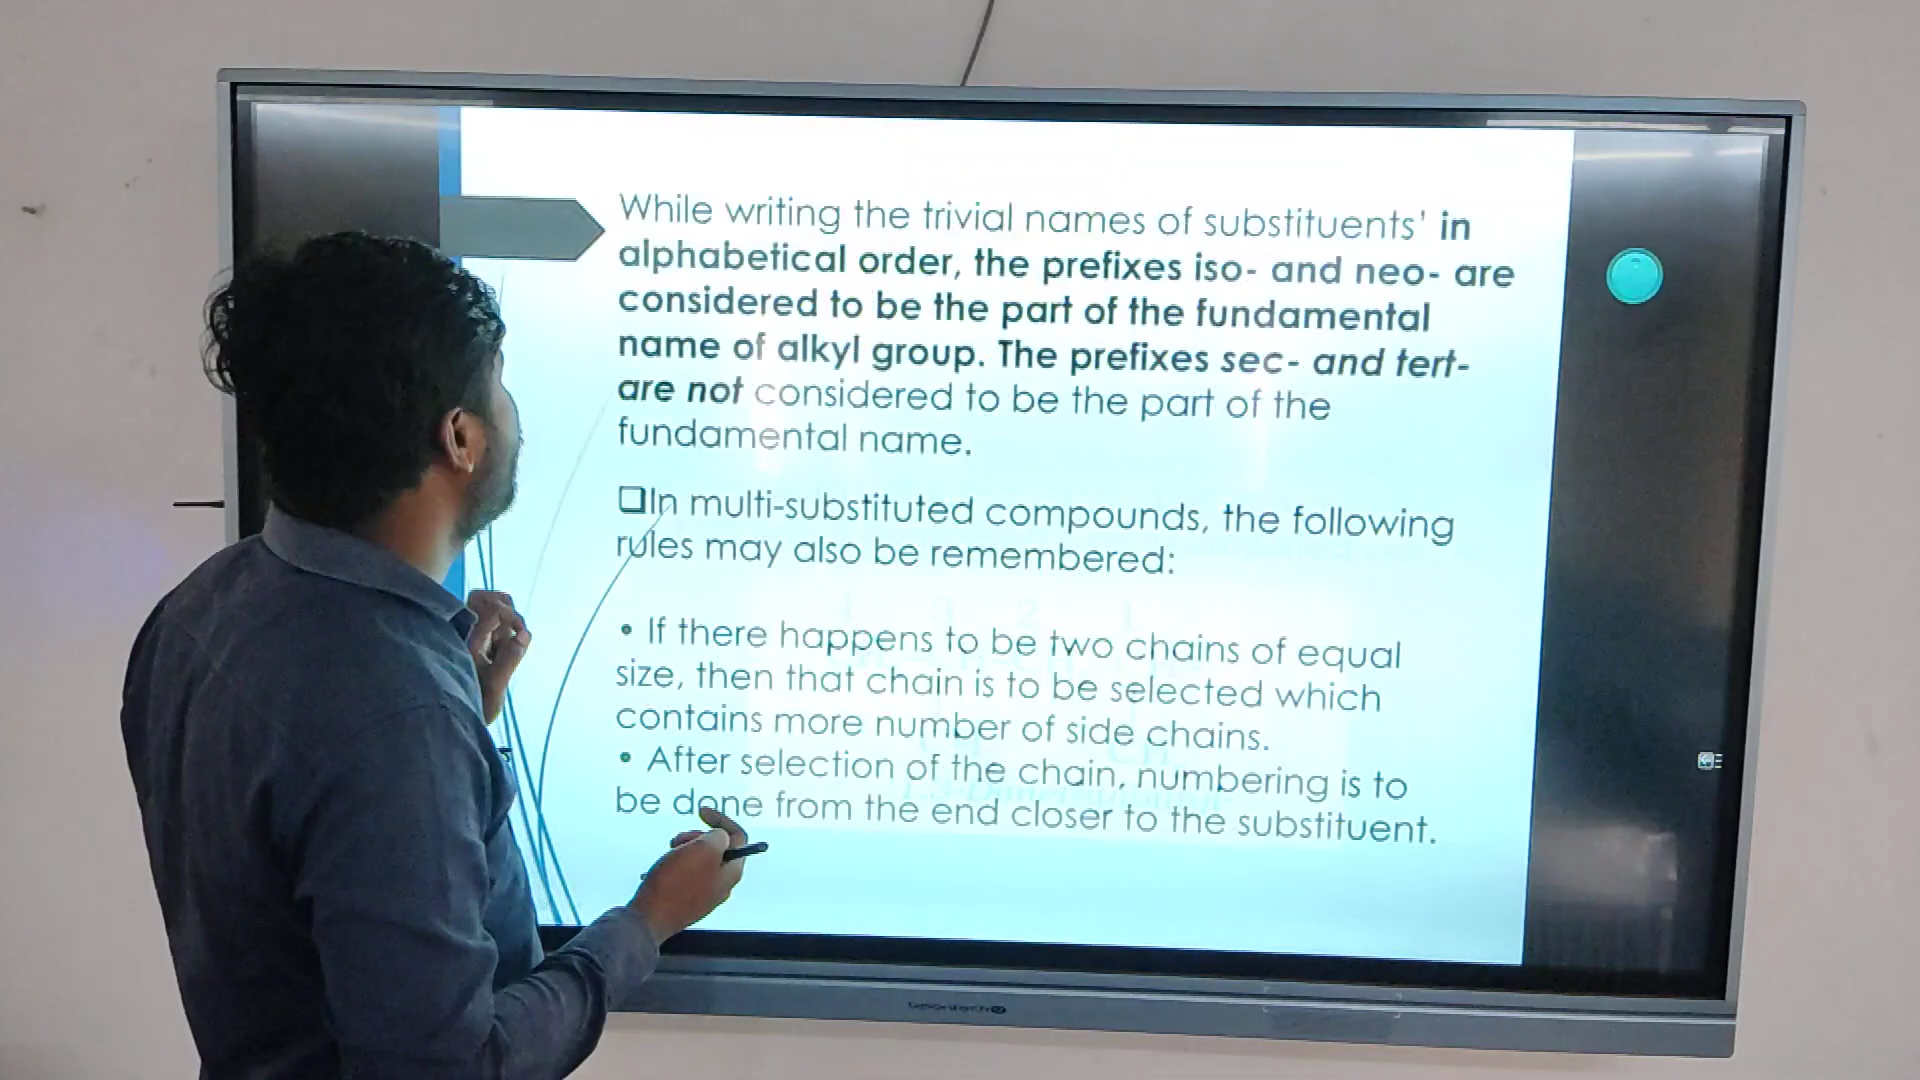 While writing the trivial names of substituents' in
alphabetical order, the prefixes iso- and neo- are
considered to be the part of the fundamental
name of alkyl group. The prefixes sec- and tert-
are not considered to be the part of the
fundamental name.
❑In multi-substituted compounds, the following
rules may also be remembered:
• If there happens to be two chains of equal
size, then that chain is to be selected which
contains more number of side chains.
• After selection of the chain, numbering is to
be done from the end closer to the substituent.